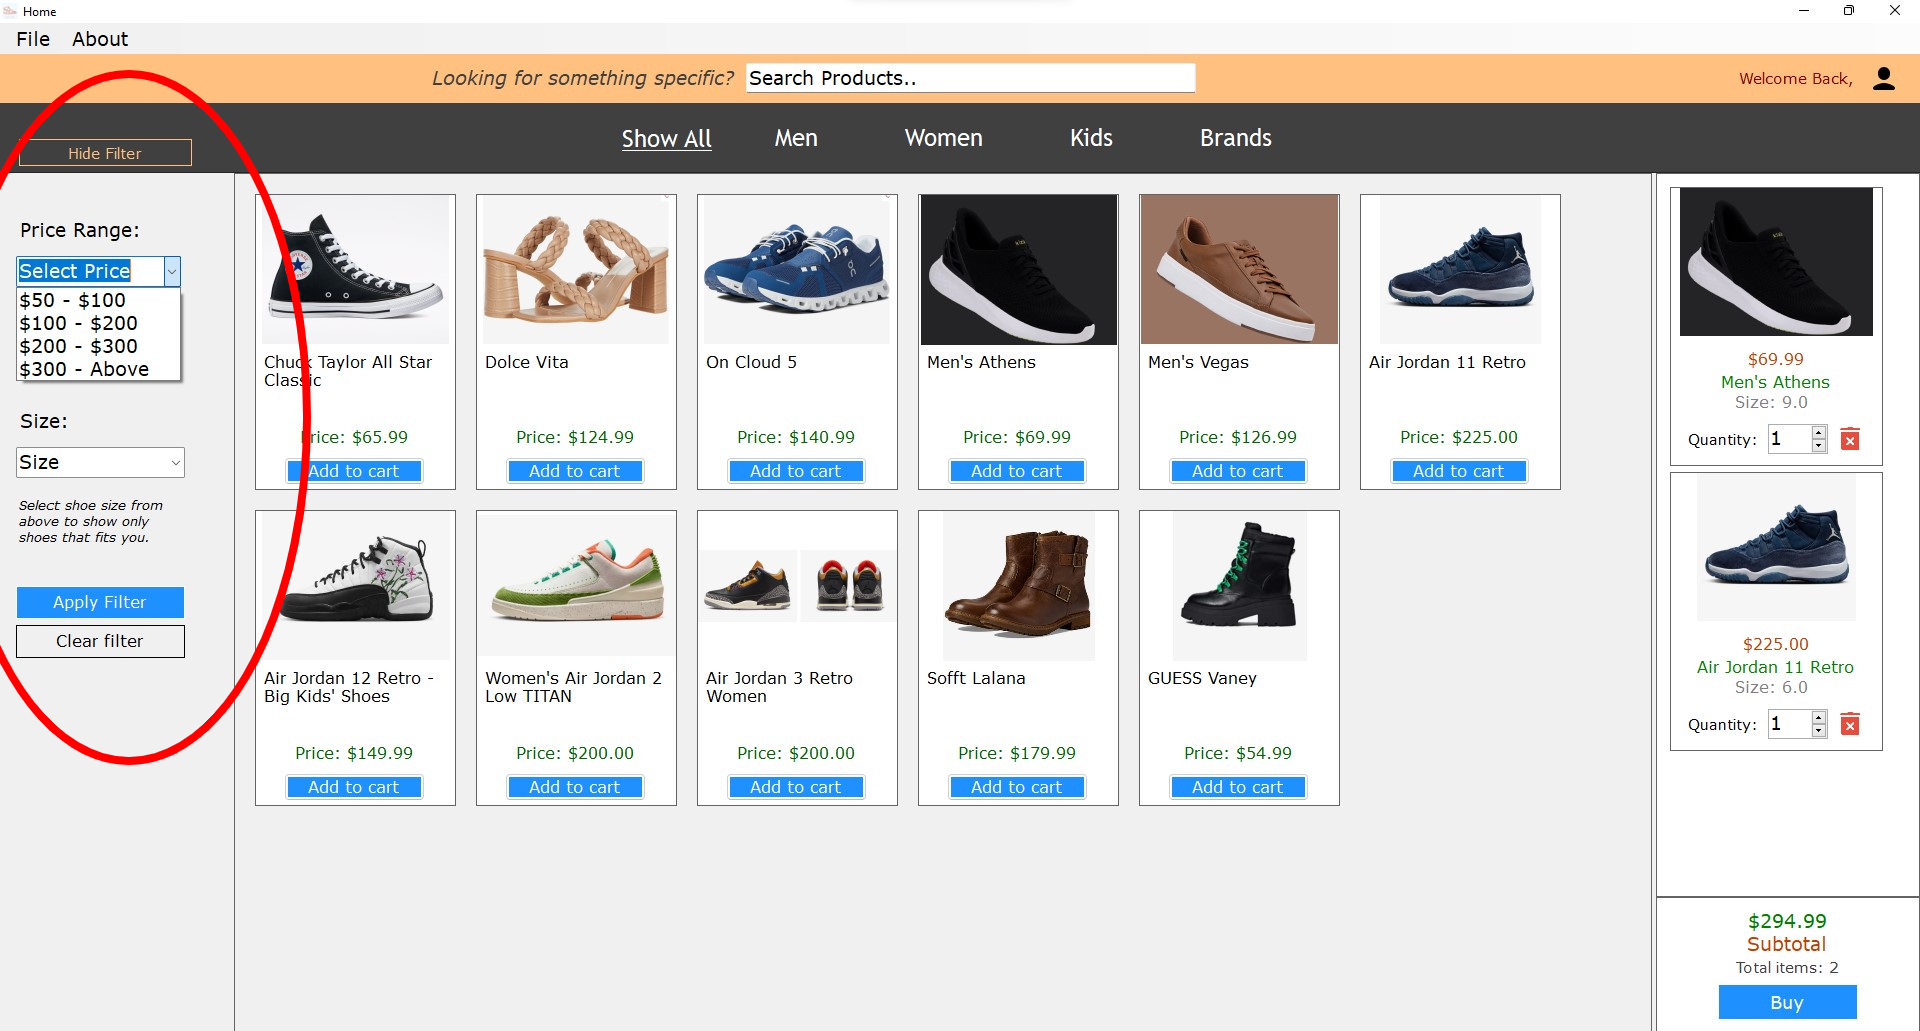 Home
File About
Looking for something specific? Search Products..
Welcome Back,
Hide Filter
Show All Men Women Kids Brands
Price Range:
Select Price
$50 - $100
$100 - $200
$200 - $300
$300 - Above
Size:
Size
Select shoe size from
above to show only
shoes that fits you.
Apply Filter
Clear filter
Chuck Taylor All Star
Classic
Price: $65.99
Add to cart
Dolce Vita
Price: $124.99
Add to cart
On Cloud 5
Price: $140.99
Add to cart
Men's Athens
Price: $69.99
Add to cart
Men's Vegas
Price: $126.99
Add to cart
Air Jordan 11 Retro
Price: $225.00
Add to cart
Air Jordan 12 Retro -
Big Kids' Shoes
Price: $149.99
Add to cart
Women's Air Jordan 2
Low TITAN
Price: $200.00
Add to cart
Air Jordan 3 Retro
Women
Price: $200.00
Add to cart
Sofft Lalana
Price: $179.99
Add to cart
GUESS Vaney
Price: $54.99
Add to cart
$69.99
Men's Athens
Size: 9.0
Quantity: 1
$225.00
Air Jordan 11 Retro
Size: 6.0
Quantity: 1
$294.99
Subtotal
Total items: 2
Buy